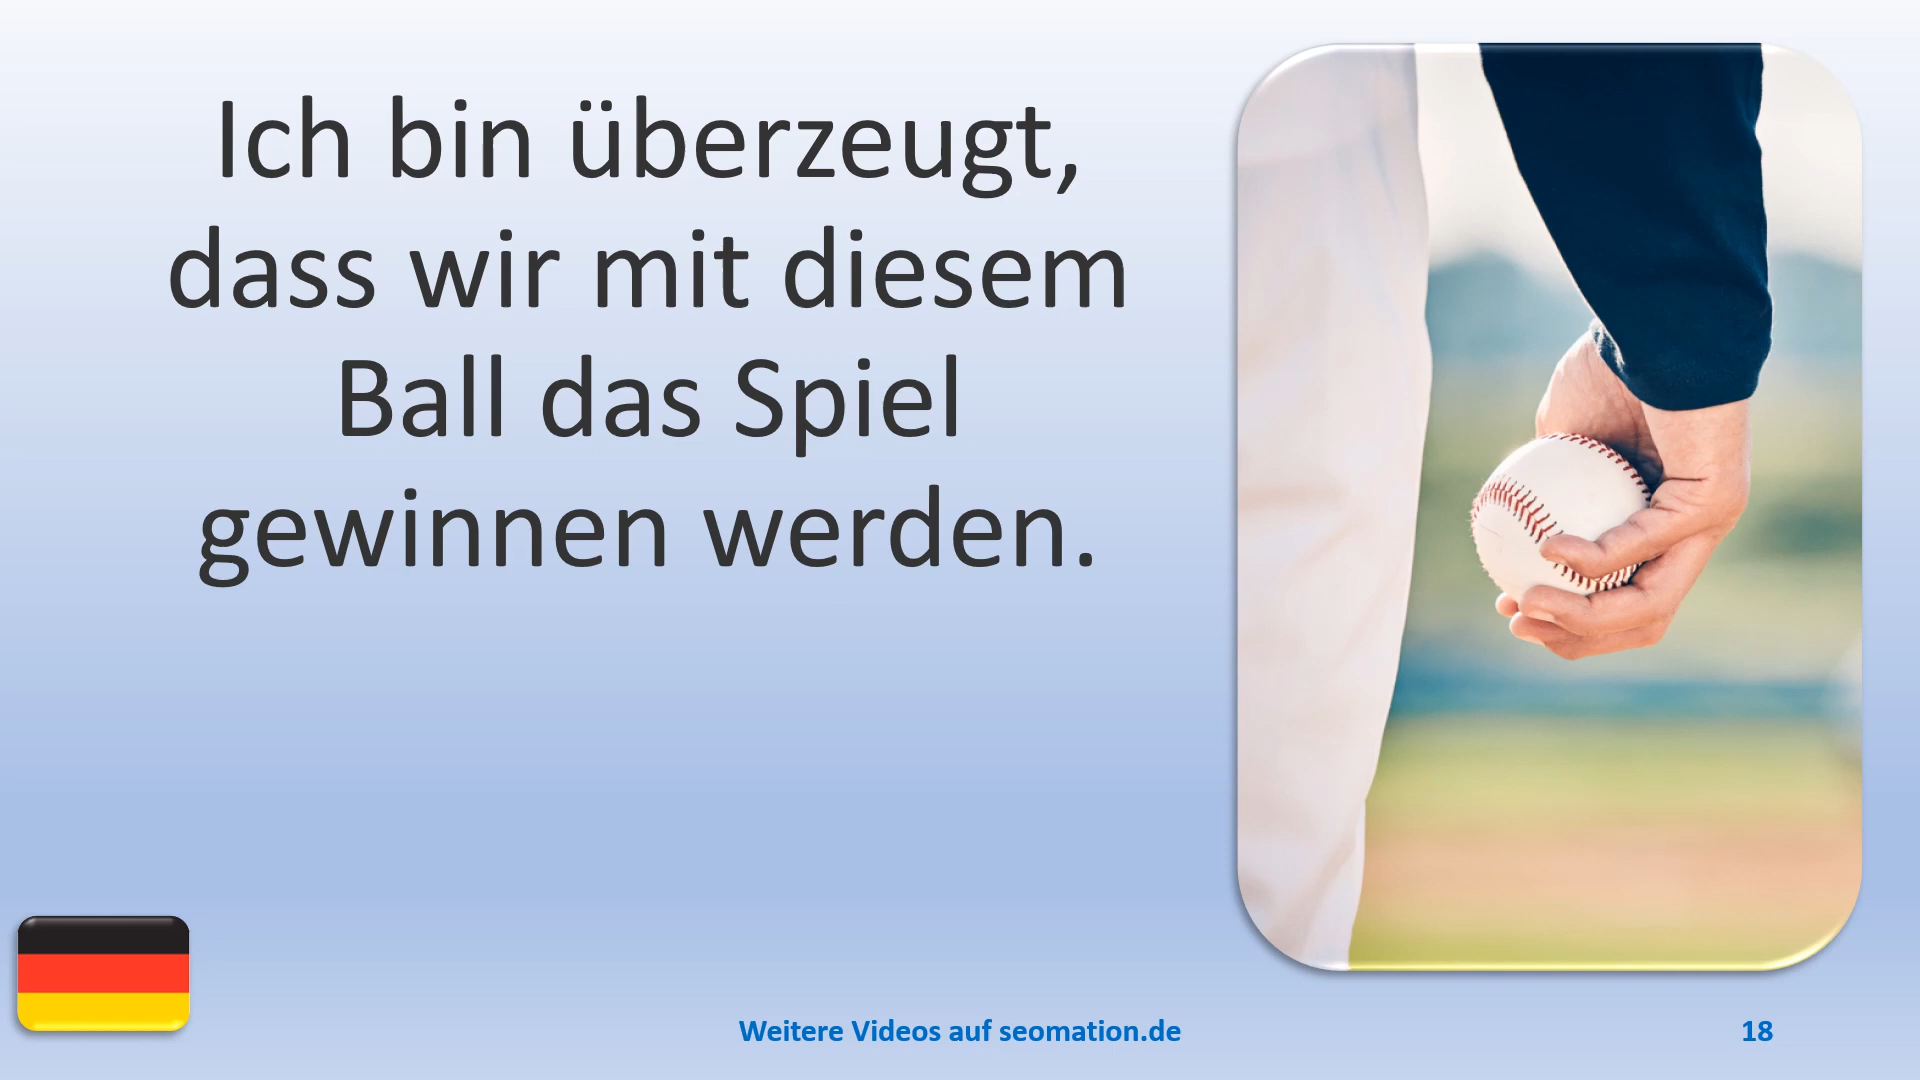 Ich bin überzeugt,
dass wir mit diesem
Ball das Spiel
gewinnen werden.
Weitere Videos auf seomation.de
18